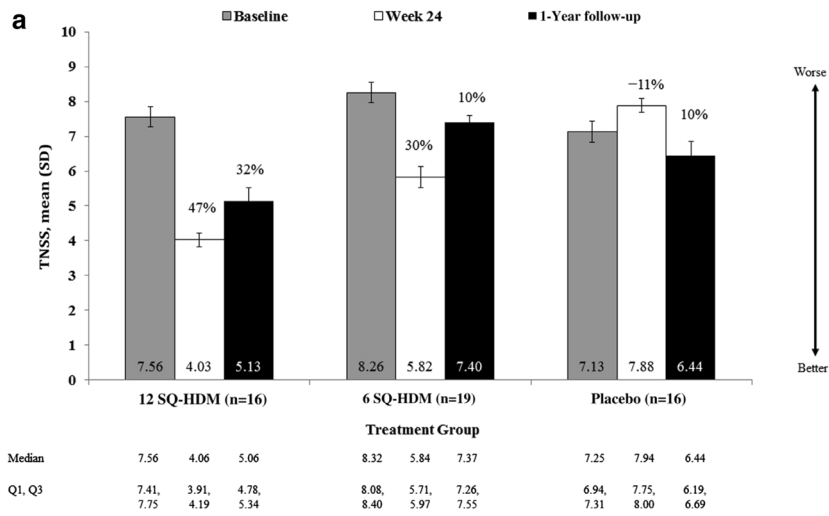 a
Baseline Week 24 1-Year follow-up
TNSS, mean (SD)
10
9
8
7
6
5
4
3
2
1
0
47% 32%
30% 10%
−11% 10%
7.56 4.03 5.13
8.26 5.82 7.40
7.13 7.88 6.44
Worse
Better
12 SQ-HDM (n=16) 6 SQ-HDM (n=19) Placebo (n=16)
Treatment Group
Median 7.56 4.06 5.06 8.32 5.84 7.37 7.25 7.94 6.44
Q1, Q3 7.41, 3.91, 4.78, 8.08, 5.71, 7.26, 6.94, 7.75, 6.19,
7.75 4.19 5.34 8.40 5.97 7.55 7.31 8.00 6.69